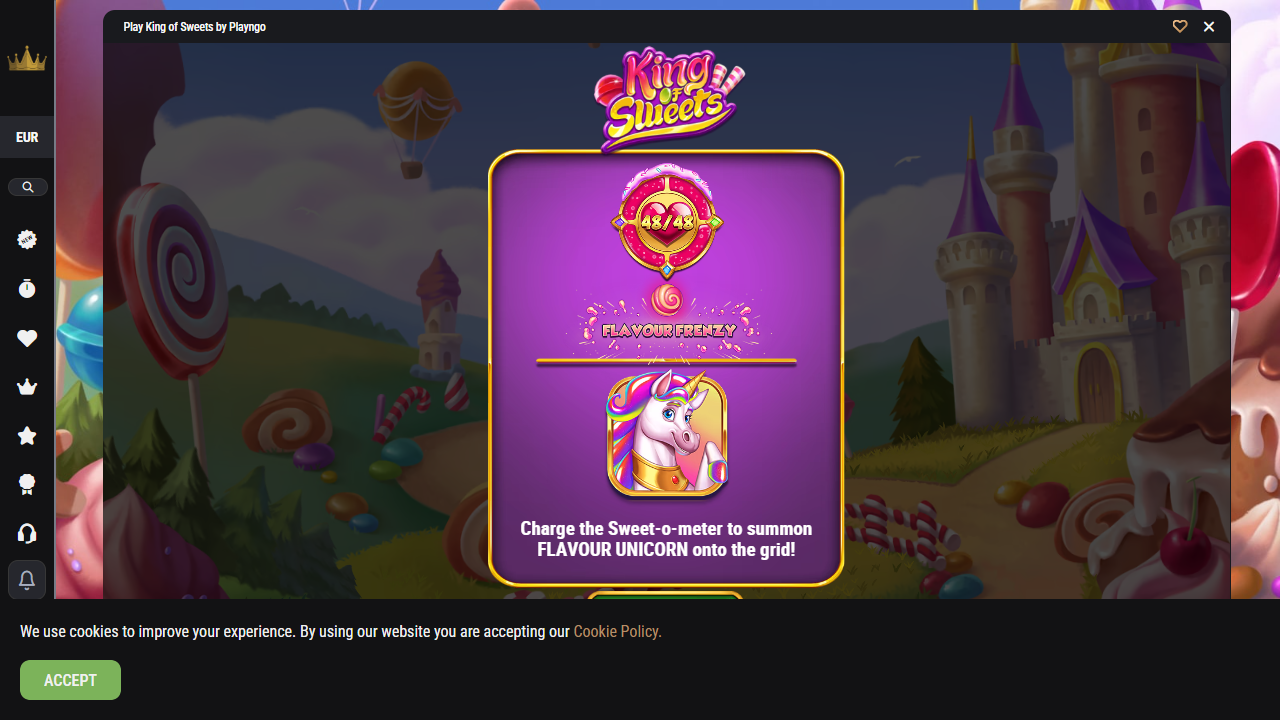 Play King of Sweets by Playngo
King
OF
Sweets
EUR
NEW
48/48
FLAVOUR FRENZY
Charge the Sweet-o-meter to summon
FLAVOUR UNICORN onto the grid!
We use cookies to improve your experience. By using our website you are accepting our Cookie Policy.
ACCEPT